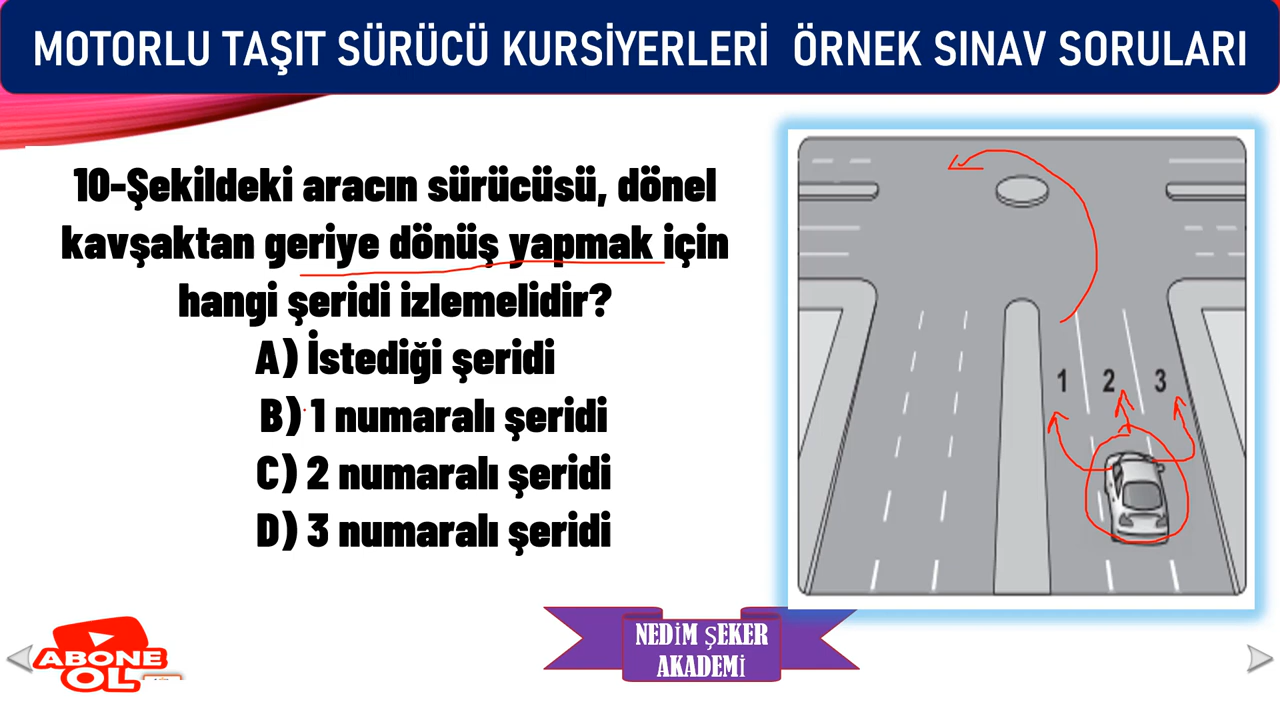 MOTORLU TAŞIT SÜRÜCÜ KURSİYERLERİ ÖRNEK SINAV SORULARI
10-Şekildeki aracın sürücüsü, dönel
kavşaktan geriye dönüş yapmak için
hangi şeridi izlemelidir?
A) İstediği şeridi
B) 1 numaralı şeridi
C) 2 numaralı şeridi
D) 3 numaralı şeridi
1 2 3
NEDİM ŞEKER
AKADEMİ
ABONE
OL